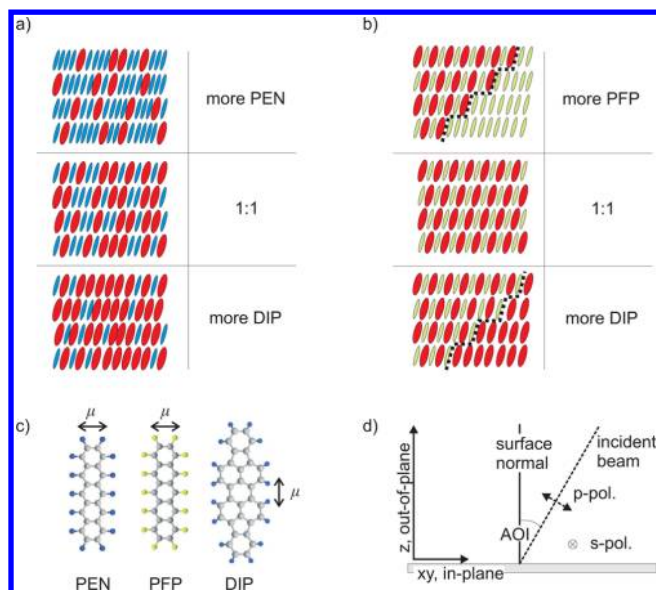 a)
more PEN
1:1
more DIP
b)
more PFP
1:1
more DIP
c)
μ
μ
μ
PEN
PFP
DIP
d)
z, out-of-plane
surface
normal
incident
beam
p-pol.
AOI
s-pol.
xy, in-plane